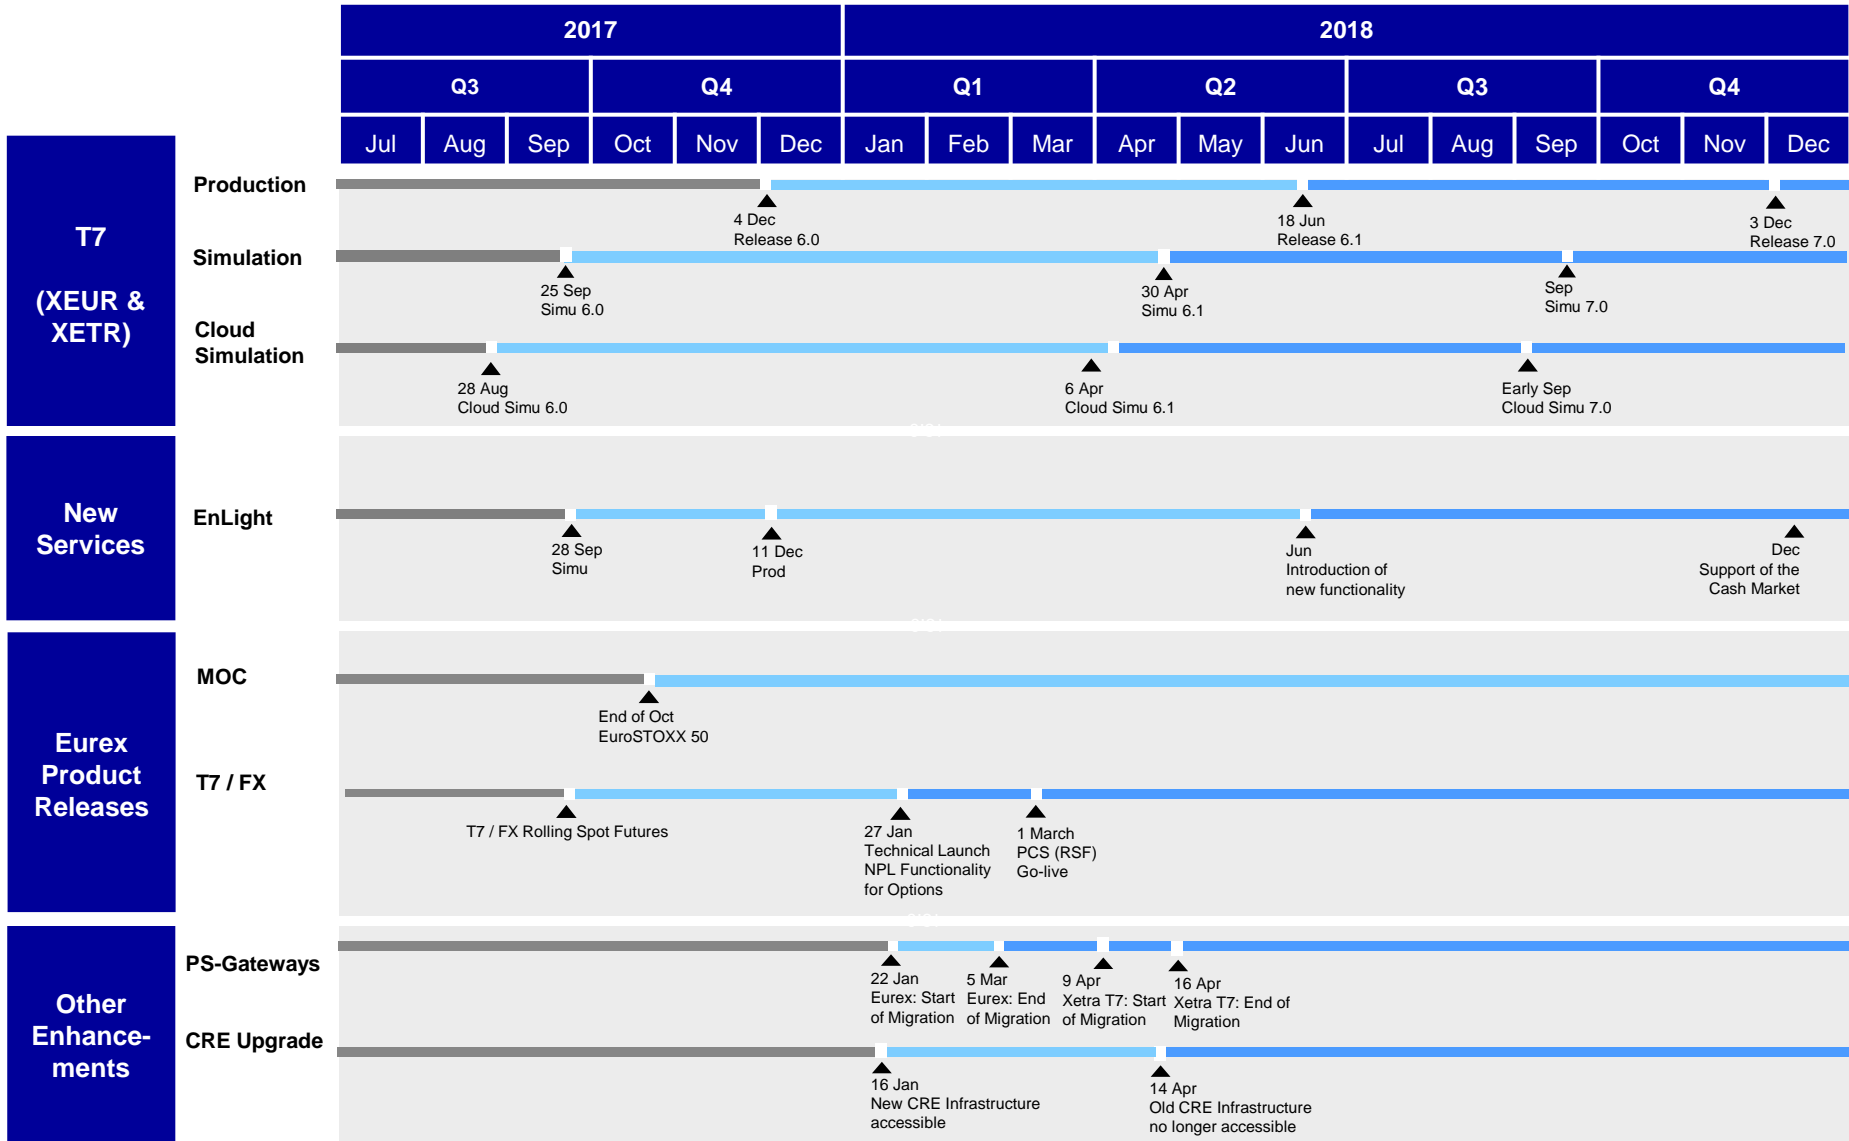 2017
2018
Q3
Q4
Q1
Q2
Q3
Q4
Jul
Aug
Sep
Oct
Nov
Dec
Jan
Feb
Mar
Apr
May
Jun
Jul
Aug
Sep
Oct
Nov
Dec
T7
(XEUR &
XETR)
Production
4 Dec
Release 6.0
18 Jun
Release 6.1
3 Dec
Release 7.0
Simulation
25 Sep
Simu 6.0
30 Apr
Simu 6.1
Sep
Simu 7.0
Cloud
Simulation
28 Aug
Cloud Simu 6.0
6 Apr
Cloud Simu 6.1
Early Sep
Cloud Simu 7.0
New
Services
EnLight
28 Sep
Simu
11 Dec
Prod
Jun
Introduction of
new functionality
Dec
Support of the
Cash Market
Eurex
Product
Releases
MOC
End of Oct
EuroSTOXX 50
T7 / FX
T7 / FX Rolling Spot Futures
27 Jan
Technical Launch
NPL Functionality
for Options
1 March
PCS (RSF)
Go-live
Other
Enhance-
ments
PS-Gateways
22 Jan
Eurex: Start
of Migration
5 Mar
Eurex: End
of Migration
9 Apr
Xetra T7: Start
of Migration
16 Apr
Xetra T7: End of
Migration
CRE Upgrade
16 Jan
New CRE Infrastructure
accessible
14 Apr
Old CRE Infrastructure
no longer accessible